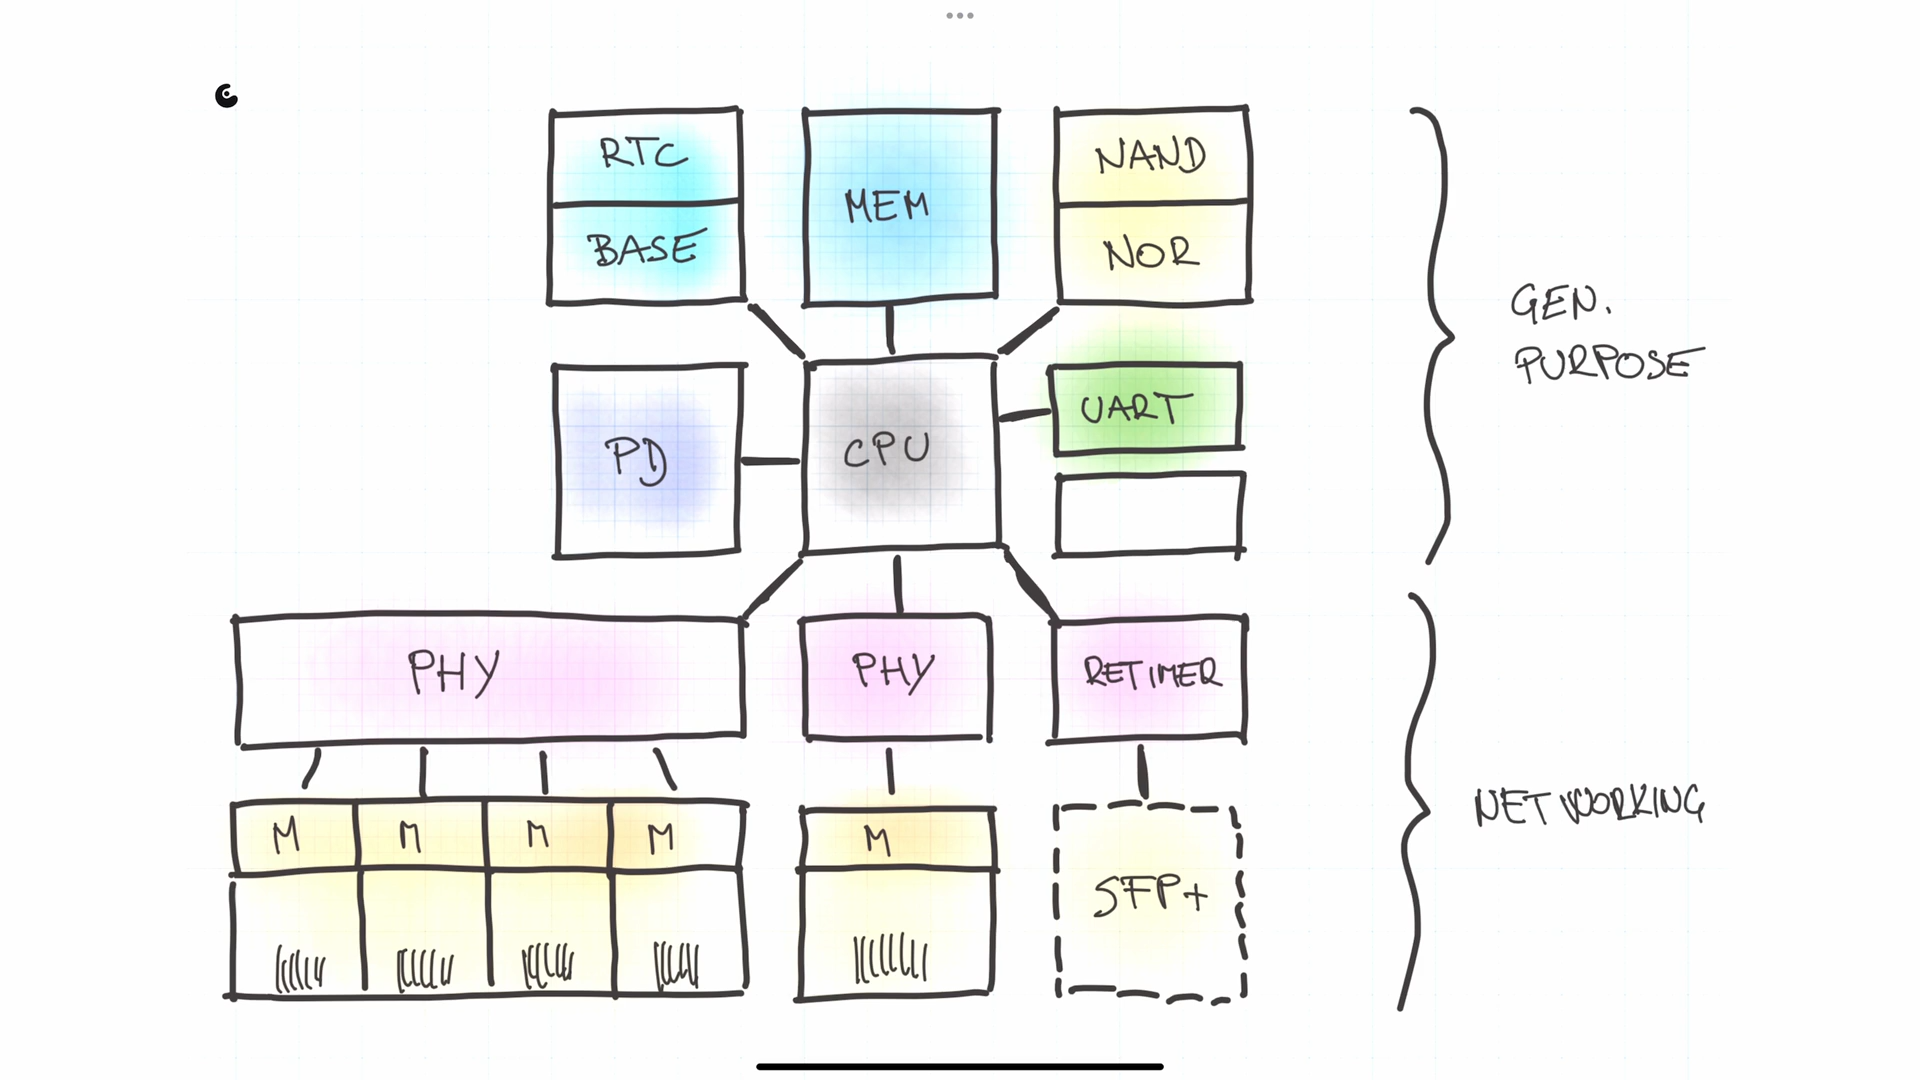 RTC
BASE
MEM
NAND
NOR
GEN.
PURPOSE
PD
CPU
UART
PHY
PHY
RETIMER
M
M
M
M
M
SFP+
NETWORKING